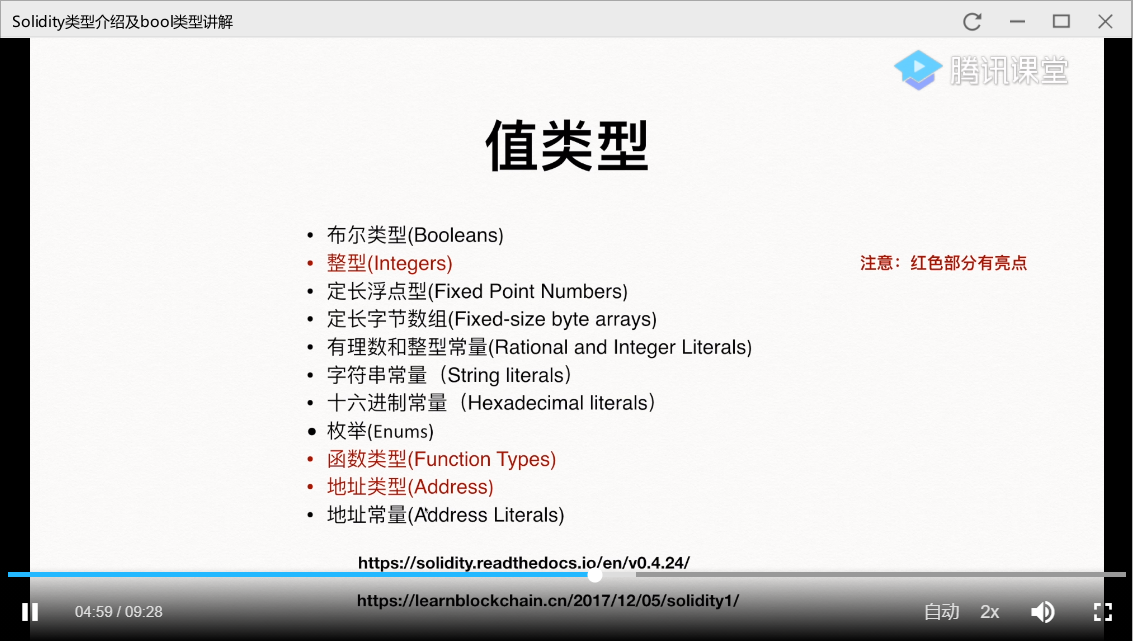 Solidity类型介绍及bool类型讲解
腾讯课堂
值类型
• 布尔类型(Booleans)
• 整型(Integers)
注意：红色部分有亮点
• 定长浮点型(Fixed Point Numbers)
• 定长字节数组(Fixed-size byte arrays)
• 有理数和整型常量(Rational and Integer Literals)
• 字符串常量（String literals）
• 十六进制常量（Hexadecimal literals）
• 枚举(Enums)
• 函数类型(Function Types)
• 地址类型(Address)
• 地址常量(Address Literals)
https://solidity.readthedocs.io/en/v0.4.24/
https://learnblockchain.cn/2017/12/05/solidity1/
04:59 / 09:28
自动 2x